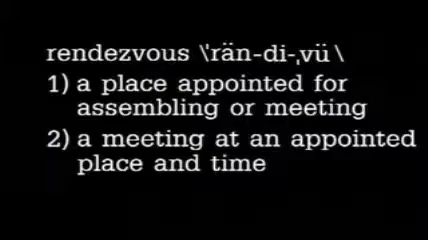 rendezvous \ˈrän-di-ˌvü\
1) a place appointed for
assembling or meeting
2) a meeting at an appointed
place and time